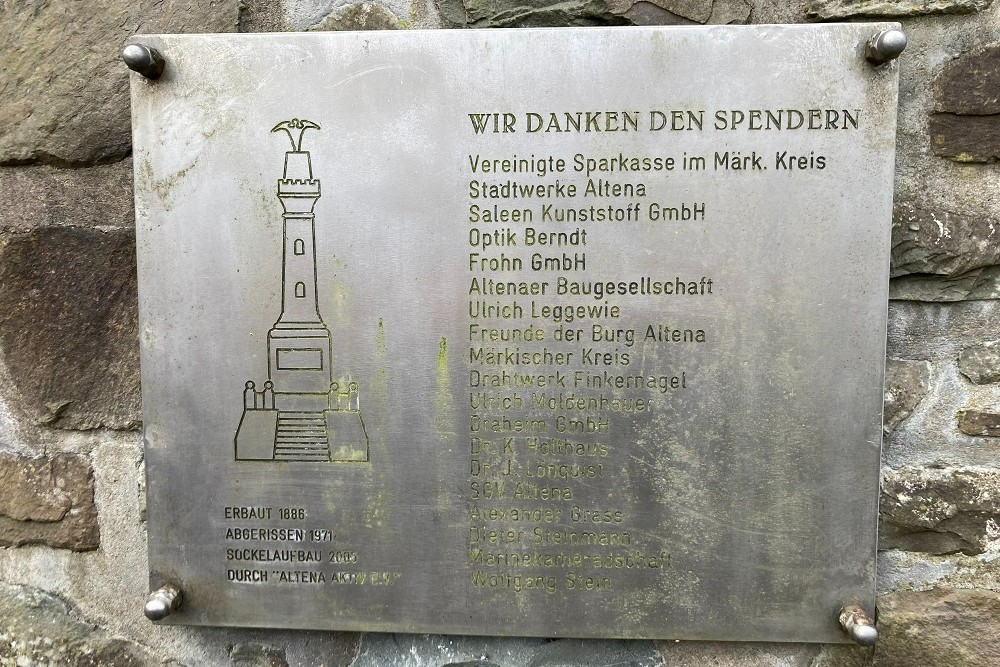 WIR DANKEN DEN SPENDERN
Vereinigte Sparkasse im Märk. Kreis
Stadtwerke Altena
Saleen Kunststoff GmbH
Optik Berndt
Frohn GmbH
Altenaer Baugesellschaft
Ulrich Leggewie
Freunde der Burg Altena
Märkischer Kreis
Drahtwerk Finkernagel
Ulrich Moldenhauer
Draheim GmbH
Dr. K. Holthaus
Dr. J. Lönquist
SGV Altena
Alexander Grass
Dieter Steinmann
Marinekameradschaft
Wolfgang Stein
ERBAUT 1886
ABGERISSEN 1971
SOCKELAUFBAU 2005
DURCH "ALTENA AKTIV E.V."